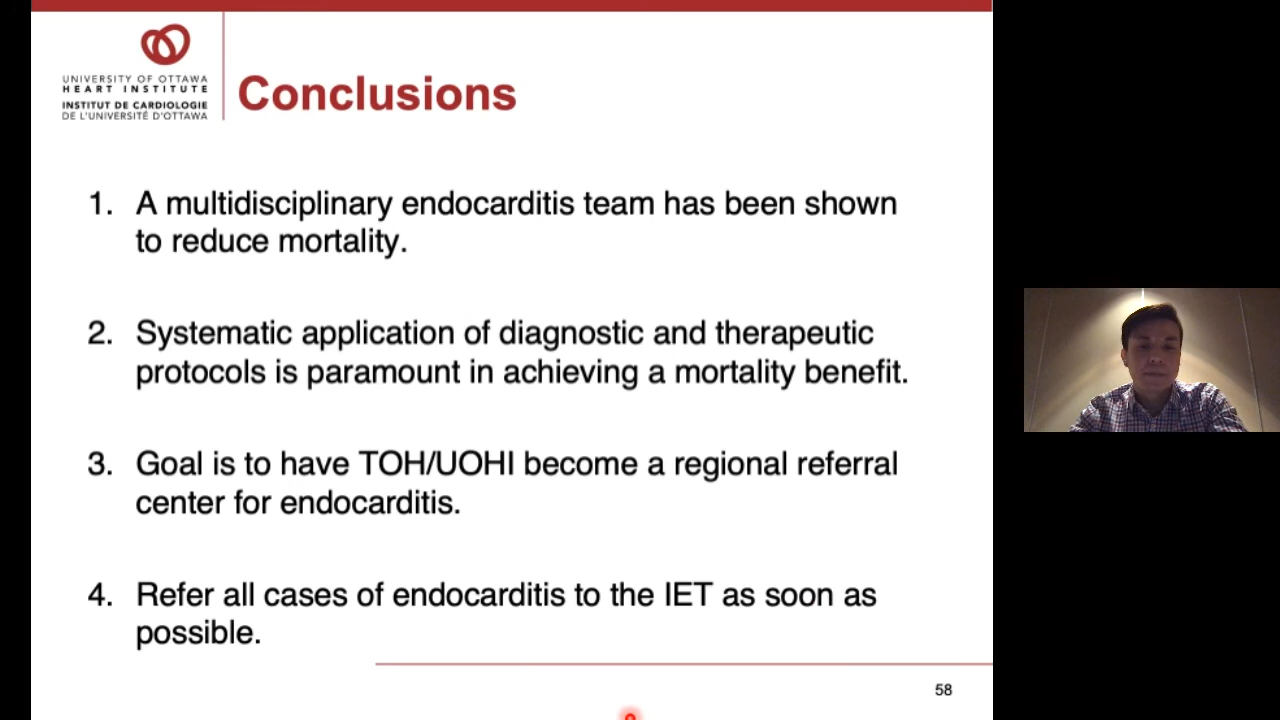 UNIVERSITY OF OTTAWA
HEART INSTITUTE
INSTITUT DE CARDIOLOGIE
DE L'UNIVERSITÉ D'OTTAWA
Conclusions
1. A multidisciplinary endocarditis team has been shown
to reduce mortality.
2. Systematic application of diagnostic and therapeutic
protocols is paramount in achieving a mortality benefit.
3. Goal is to have TOH/UOHI become a regional referral
center for endocarditis.
4. Refer all cases of endocarditis to the IET as soon as
possible.
58